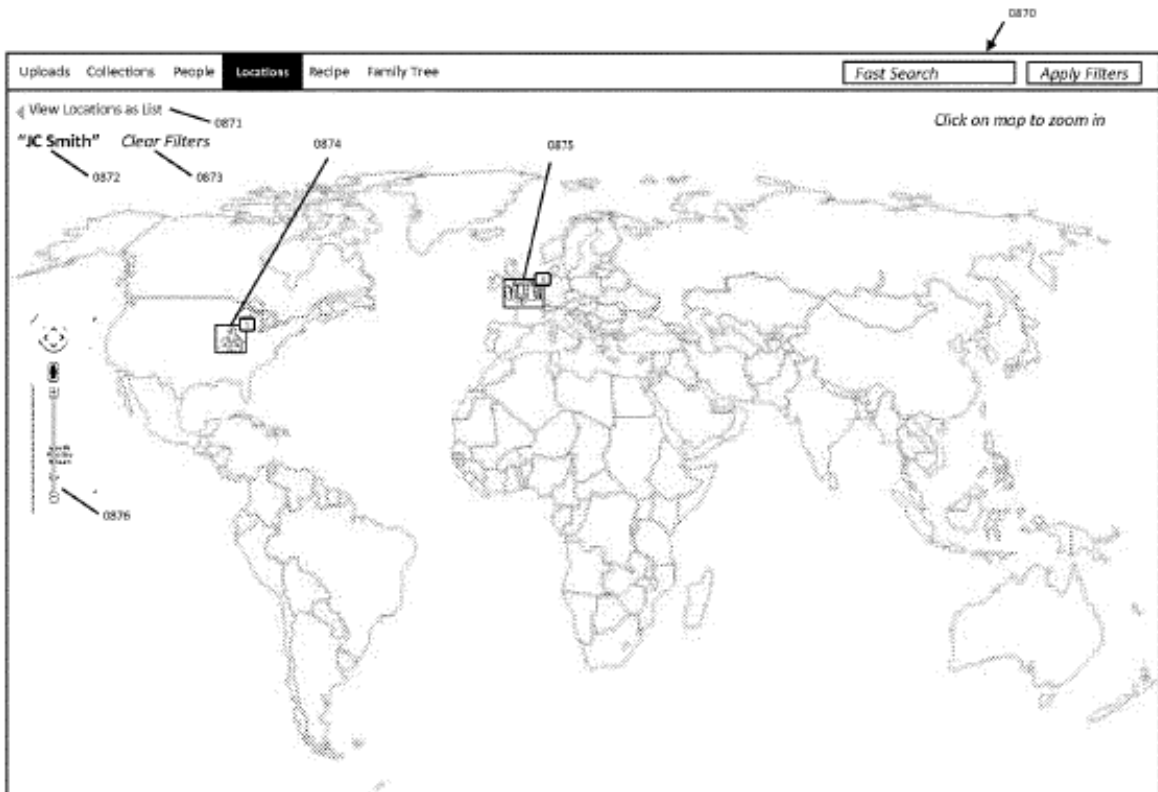 0870
Uploads Collections People Locations Recipe Family Tree Fast Search Apply Filters
View Locations as List
0871
Click on map to zoom in
"JC Smith" Clear Filters
0874
0875
0872
0873
0876